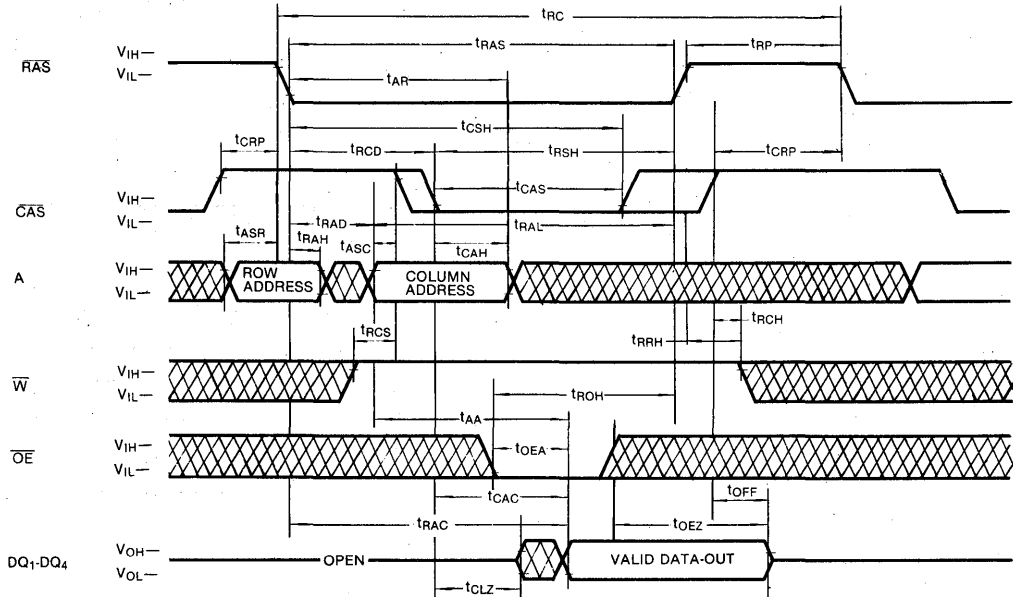 tRC
VIH—
RAS
VIL—
tRAS
tRP
tAR
tCSH
tCRP
tRCD
tRSH
tCRP
VIH—
CAS
VIL—
tCAS
tRAD
tRAL
tASR
tRAH
tASC
tCAH
VIH—
A
VIL—
ROW
ADDRESS
COLUMN
ADDRESS
tRCS
tRRH
tRCH
VIH—
W
VIL—
tROH
tAA
VIH—
OE
VIL—
tOEA
tCAC
tOFF
tRAC
tOEZ
VOH—
DQ1-DQ4
VOL—
OPEN
VALID DATA-OUT
tCLZ